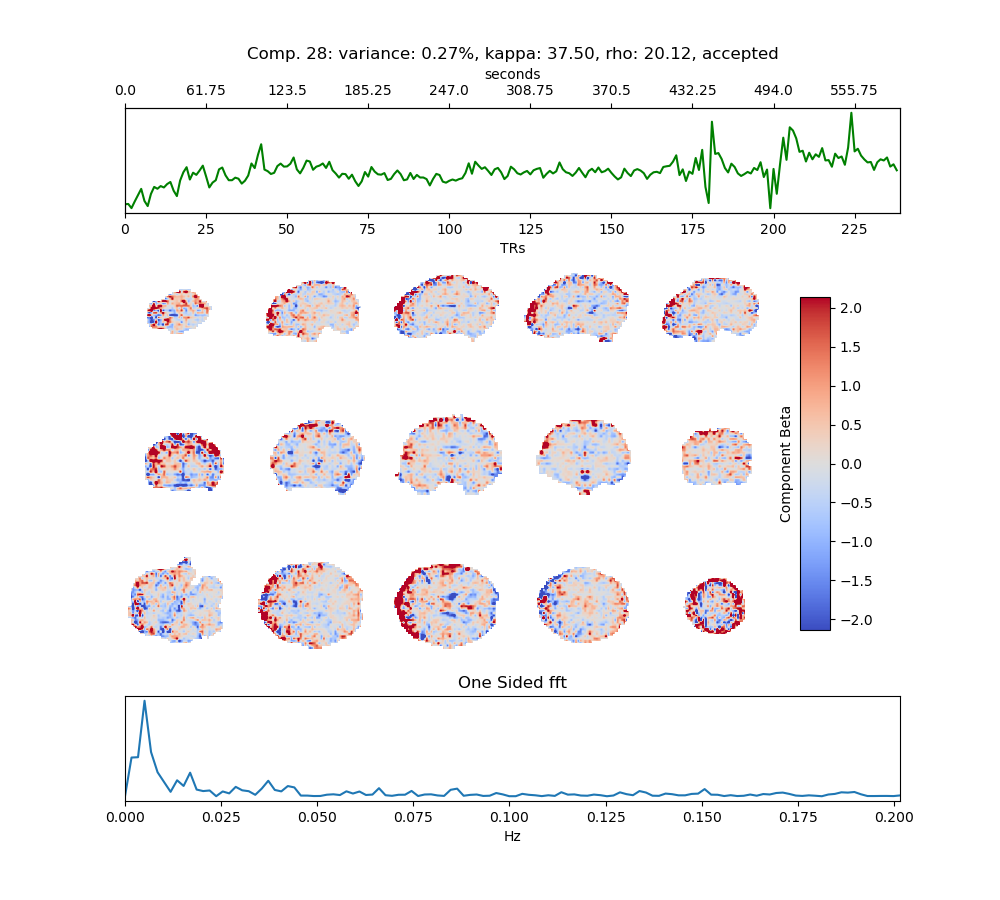 Comp. 28: variance: 0.27%, kappa: 37.50, rho: 20.12, accepted
seconds
0.0 61.75 123.5 185.25 247.0 308.75 370.5 432.25 494.0 555.75
0 25 50 75 100 125 150 175 200 225
TRs
2.0
1.5
1.0
0.5
0.0
−0.5
−1.0
−1.5
−2.0
Component Beta
One Sided fft
0.000 0.025 0.050 0.075 0.100 0.125 0.150 0.175 0.200
Hz